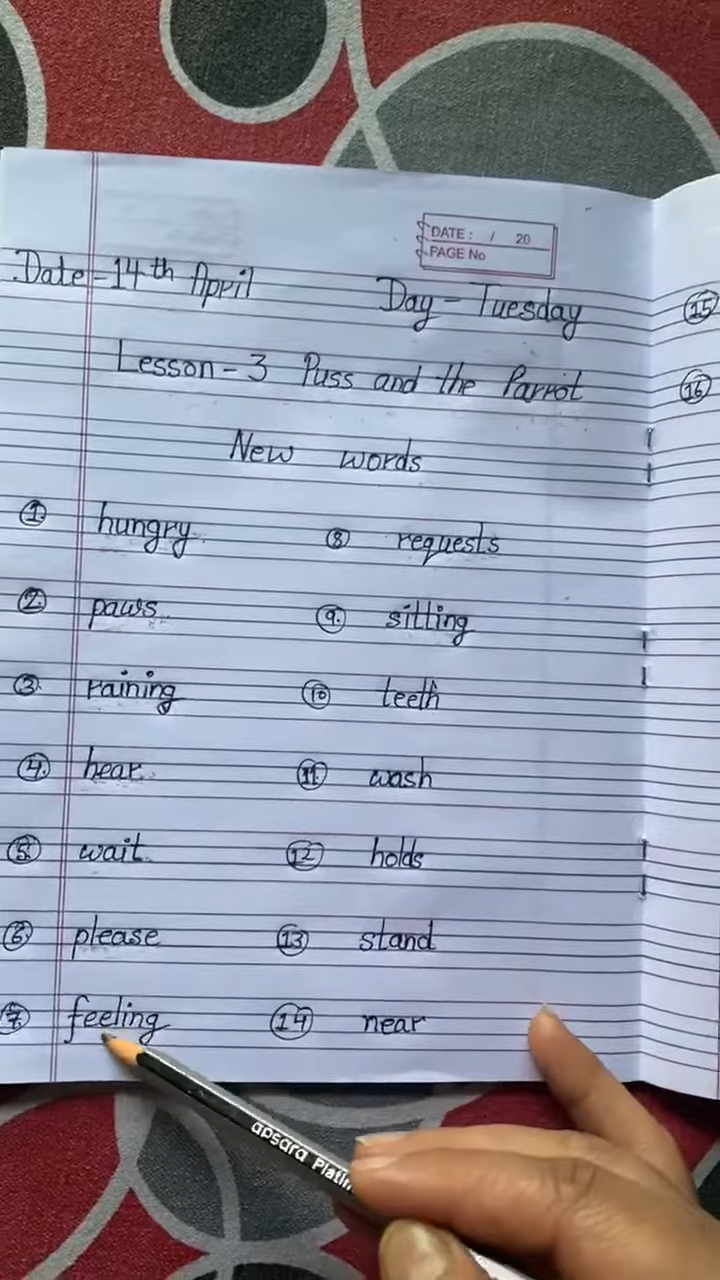 DATE: / 20
PAGE No
Date-14th April Day-Tuesday
Lesson-3 Puss and the Parrot
New words
1. hungry
2. paws
3. raining
4. hear
5. wait
6. please
7. feeling
8 requests
9. sitting
10 teeth
11 wash
12 holds
13 stand
14 near
15
16
apsara Platin